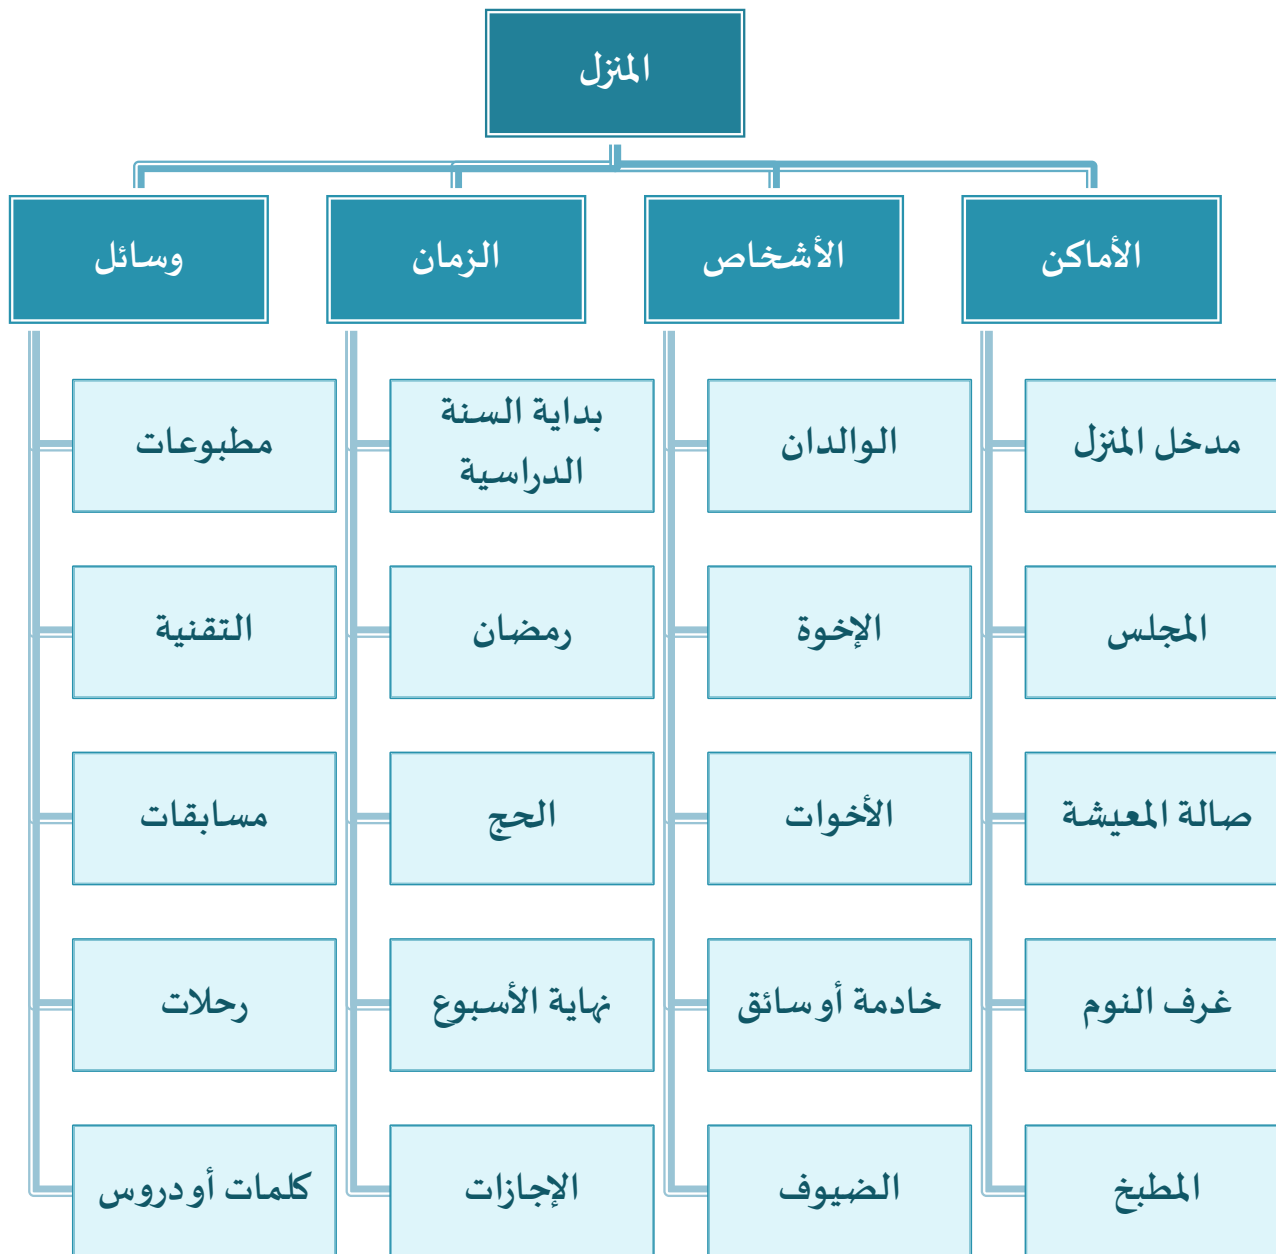 المنزل
الأماكن
الأشخاص
الزمان
وسائل
مدخل المنزل
الوالدان
بداية السنة
الدراسية
مطبوعات
المجلس
الإخوة
رمضان
التقنية
صالة المعيشة
الأخوات
الحج
مسابقات
غرف النوم
خادمة أو سائق
نهاية الأسبوع
رحلات
المطبخ
الضيوف
الإجازات
كلمات أو دروس